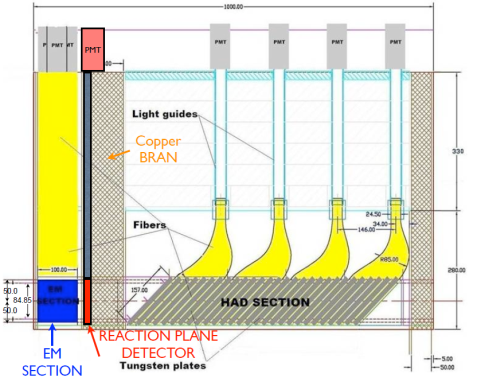 1000.00
PMT
PMT
PMT
PMT
PMT
PMT
Light guides
Copper
BRAN
330
Fibers
24.50
34.00
146.00
R85.00
100.00
157.00
280.00
50.0
84.85
50.0
EM
SECTION
HAD SECTION
REACTION PLANE
DETECTOR
EM
SECTION
Tungsten plates
5.00
50.00